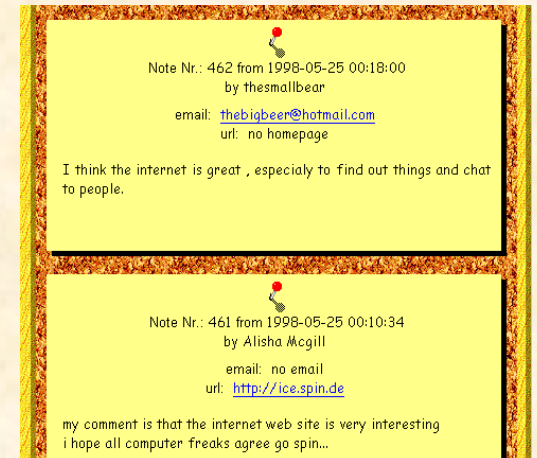 Note Nr.: 462 from 1998-05-25 00:18:00
by thesmallbear
email: thebigbeer@hotmail.com
url: no homepage
I think the internet is great , especialy to find out things and chat
to people.
Note Nr.: 461 from 1998-05-25 00:10:34
by Alisha Mcgill
email: no email
url: http://ice.spin.de
my comment is that the internet web site is very interesting
i hope all computer freaks agree go spin...